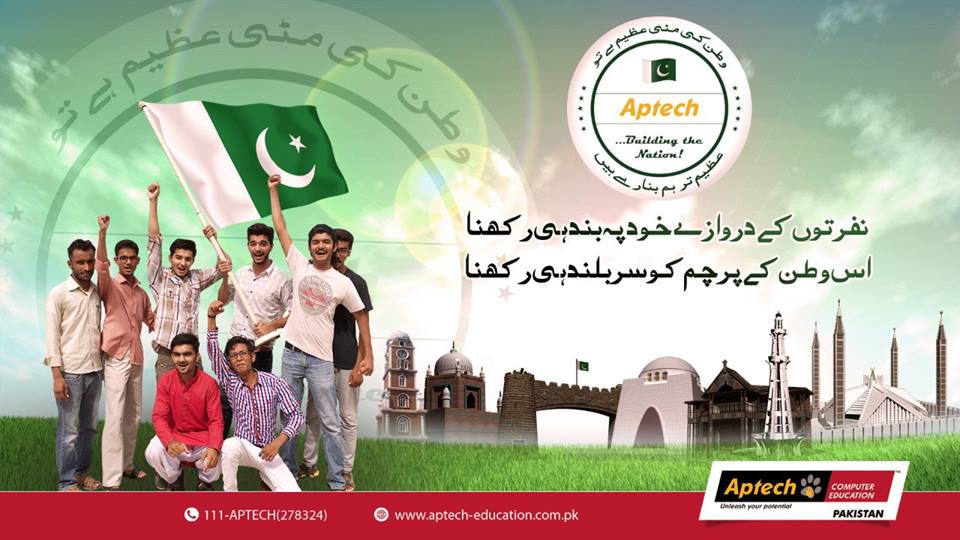 وطن کی مٹی عظیم ہے تو
وطن کی مٹی عظیم ہے تو
Aptech
...Building the
Nation!
عظیم تر ہم بنا رہے ہیں
نفرتوں کے دروازے خود پہ بند ہی رکھنا
اس وطن کے پرچم کو سربلند ہی رکھنا
Aptech
COMPUTER
EDUCATION
Unleash your potential
PAKISTAN
111-APTECH(278324)
www.aptech-education.com.pk